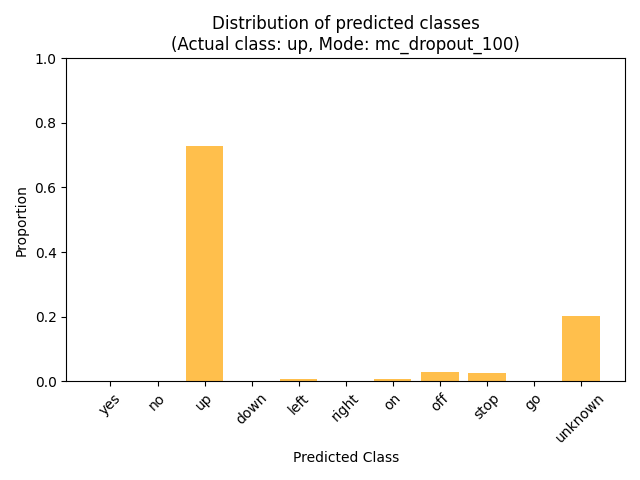 Distribution of predicted classes
(Actual class: up, Mode: mc_dropout_100)
1.0
0.8
0.6
0.4
0.2
0.0
Proportion
yes
no
up
down
left
right
on
off
stop
go
unknown
Predicted Class